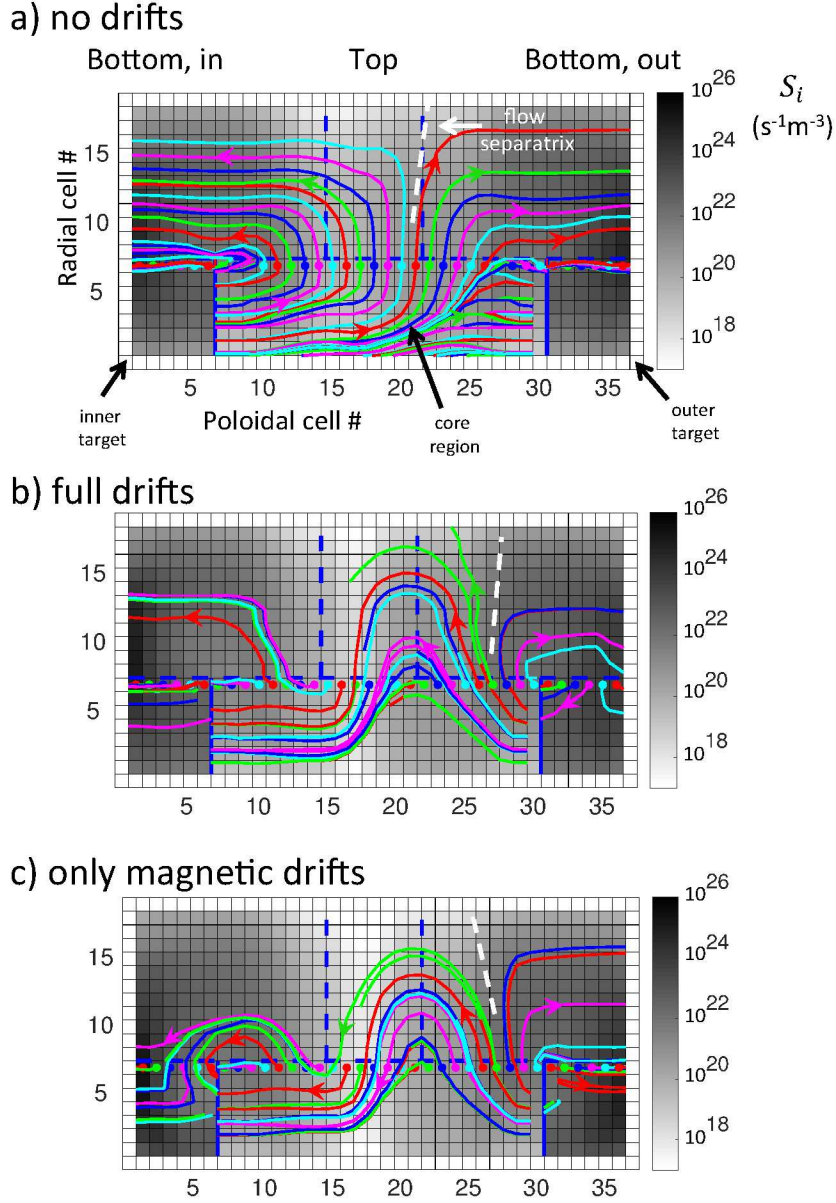 a) no drifts
Bottom, in Top Bottom, out
10^26
S_i
(s^-1 m^-3)
flow
separatrix
10^24
10^22
10^20
10^18
Radial cell #
15
10
5
5 10 15 20 25 30 35
inner
target
Poloidal cell #
core
region
outer
target
b) full drifts
10^26
10^24
10^22
10^20
10^18
15
10
5
5 10 15 20 25 30 35
c) only magnetic drifts
10^26
10^24
10^22
10^20
10^18
15
10
5
5 10 15 20 25 30 35